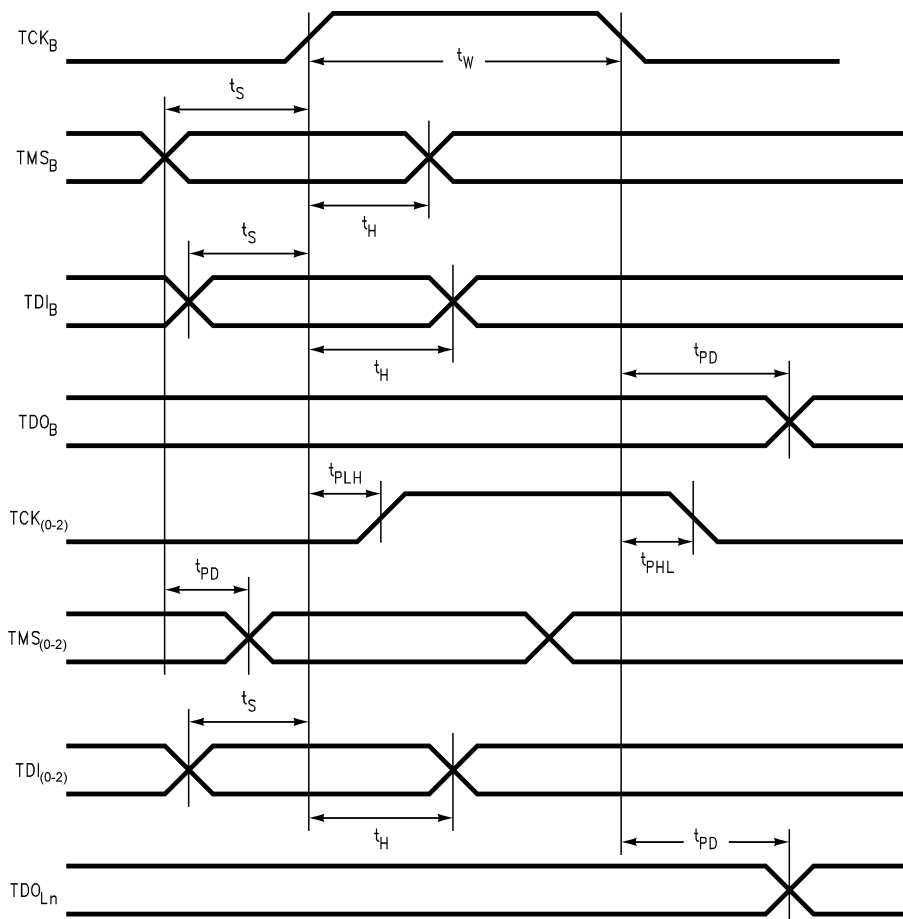 TCK_B
t_W
t_S
TMS_B
t_H
t_S
TDI_B
t_H
t_PD
TDO_B
t_PLH
TCK_(0-2)
t_PHL
t_PD
TMS_(0-2)
t_S
TDI_(0-2)
t_H
t_PD
TDO_Ln